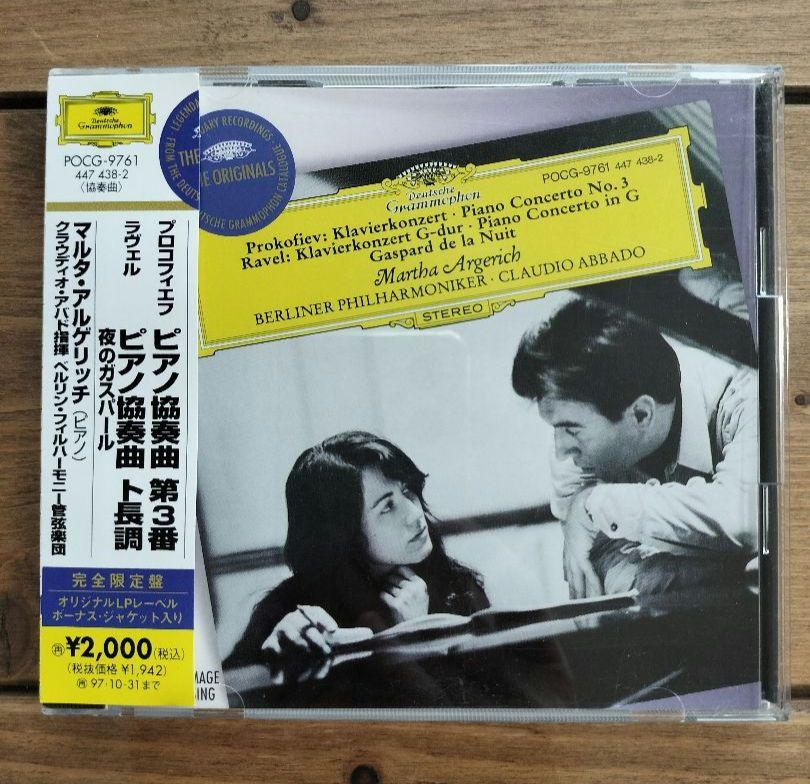 Deutsche
Grammophon
POCG-9761
447 438-2
〈協奏曲〉
プロコフィエフ ピアノ協奏曲 第3番
ラヴェル ピアノ協奏曲 ト長調
夜のガスパール
マルタ・アルゲリッチ(ピアノ)
クラウディオ・アバド指揮 ベルリン・フィルハーモニー管弦楽団
完全限定盤
オリジナルLPレーベル
ボーナス・ジャケット入り
再 ¥2,000(税込)
(税抜価格 ¥1,942)
再 97・10・31まで
THE ORIGINALS
Deutsche
Grammophon
POCG-9761 447 438-2
Prokofiev: Klavierkonzert · Piano Concerto No. 3
Ravel: Klavierkonzert G-dur · Piano Concerto in G
Gaspard de la Nuit
Martha Argerich
BERLINER PHILHARMONIKER · CLAUDIO ABBADO
STEREO